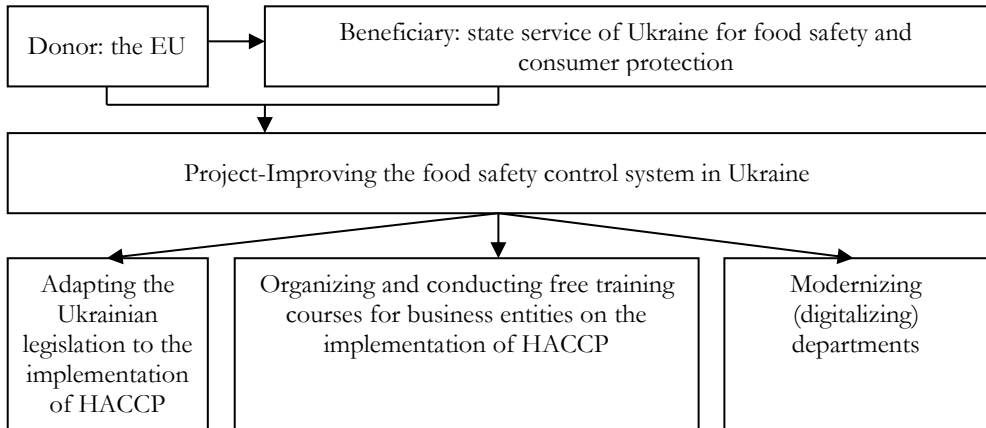 Donor: the EU
Beneficiary: state service of Ukraine for food safety and
consumer protection
Project-Improving the food safety control system in Ukraine
Adapting the
Ukrainian
legislation to the
implementation
of HACCP
Organizing and conducting free training
courses for business entities on the
implementation of HACCP
Modernizing
(digitalizing)
departments